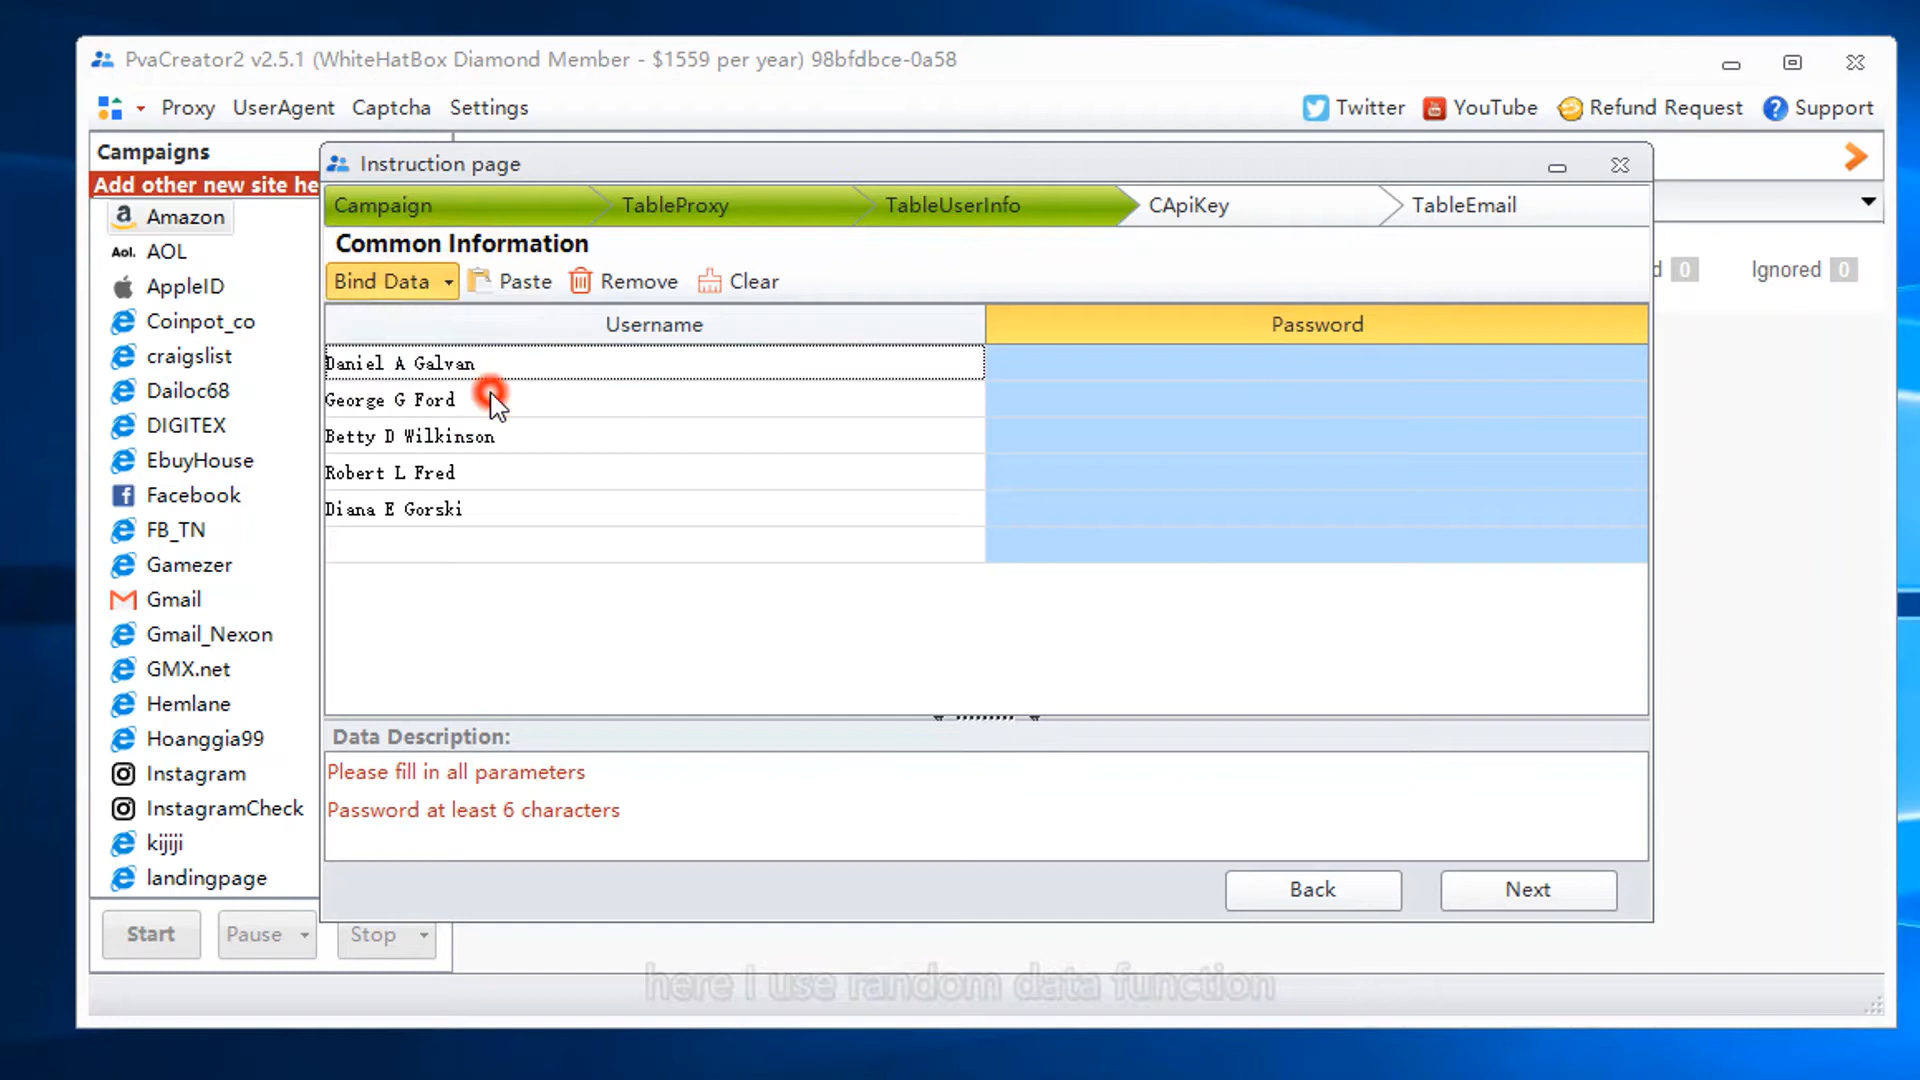 PvaCreator2 v2.5.1 (WhiteHatBox Diamond Member - $1559 per year) 98bfdbce-0a58
Proxy UserAgent Captcha Settings Twitter YouTube Refund Request ? Support
Campaigns
Instruction page
Add other new site he
Campaign TableProxy TableUserInfo CApiKey TableEmail
a Amazon
Common Information
Aol. AOL
d 0 Ignored 0
Bind Data Paste Remove Clear
AppleID
Username Password
Coinpot_co
craigslist
Daniel A Galvan
Dailoc68
George G Ford
DIGITEX
Betty D Wilkinson
EbuyHouse
Robert L Fred
Facebook
Diana E Gorski
FB_TN
Gamezer
Gmail
Gmail_Nexon
GMX.net
Hemlane
Hoanggia99
Data Description:
Instagram
Please fill in all parameters
InstagramCheck
Password at least 6 characters
kijiji
landingpage
Back Next
Start Pause Stop
here I use random data function